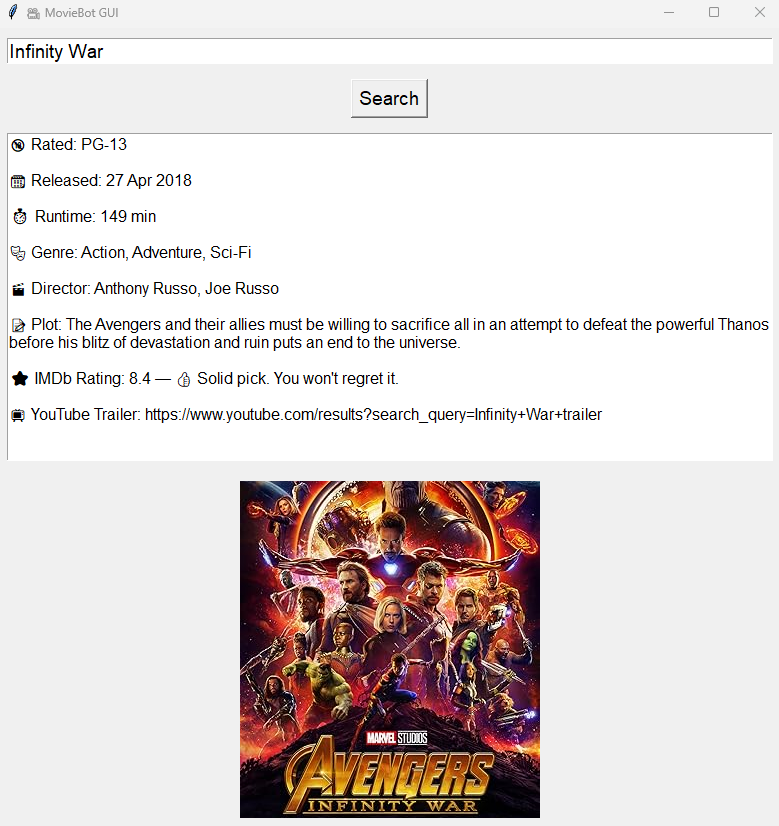 MovieBot GUI
Infinity War
Search
Rated: PG-13
Released: 27 Apr 2018
Runtime: 149 min
Genre: Action, Adventure, Sci-Fi
Director: Anthony Russo, Joe Russo
Plot: The Avengers and their allies must be willing to sacrifice all in an attempt to defeat the powerful Thanos
before his blitz of devastation and ruin puts an end to the universe.
IMDb Rating: 8.4 — 👍 Solid pick. You won't regret it.
YouTube Trailer: https://www.youtube.com/results?search_query=Infinity+War+trailer
MARVEL STUDIOS
AVENGERS
INFINITY WAR